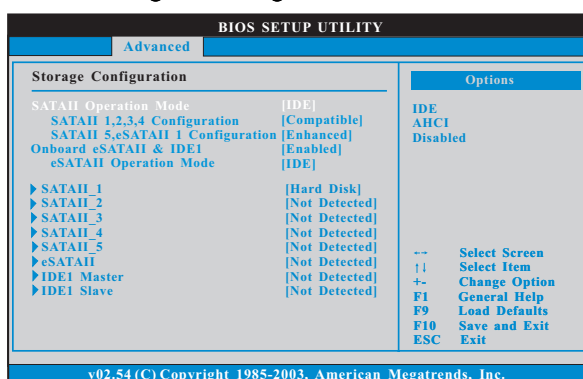 BIOS SETUP UTILITY
Advanced
Storage Configuration
SATAII Operation Mode [IDE]
SATAII 1,2,3,4 Configuration [Compatible]
SATAII 5,eSATAII 1 Configuration [Enhanced]
Onboard eSATAII & IDE1 [Enabled]
eSATAII Operation Mode [IDE]
SATAII_1 [Hard Disk]
SATAII_2 [Not Detected]
SATAII_3 [Not Detected]
SATAII_4 [Not Detected]
SATAII_5 [Not Detected]
eSATAII [Not Detected]
IDE1 Master [Not Detected]
IDE1 Slave [Not Detected]
Options
IDE
AHCI
Disabled
↔ Select Screen
↑↓ Select Item
+- Change Option
F1 General Help
F9 Load Defaults
F10 Save and Exit
ESC Exit
v02.54 (C) Copyright 1985-2003, American Megatrends, Inc.